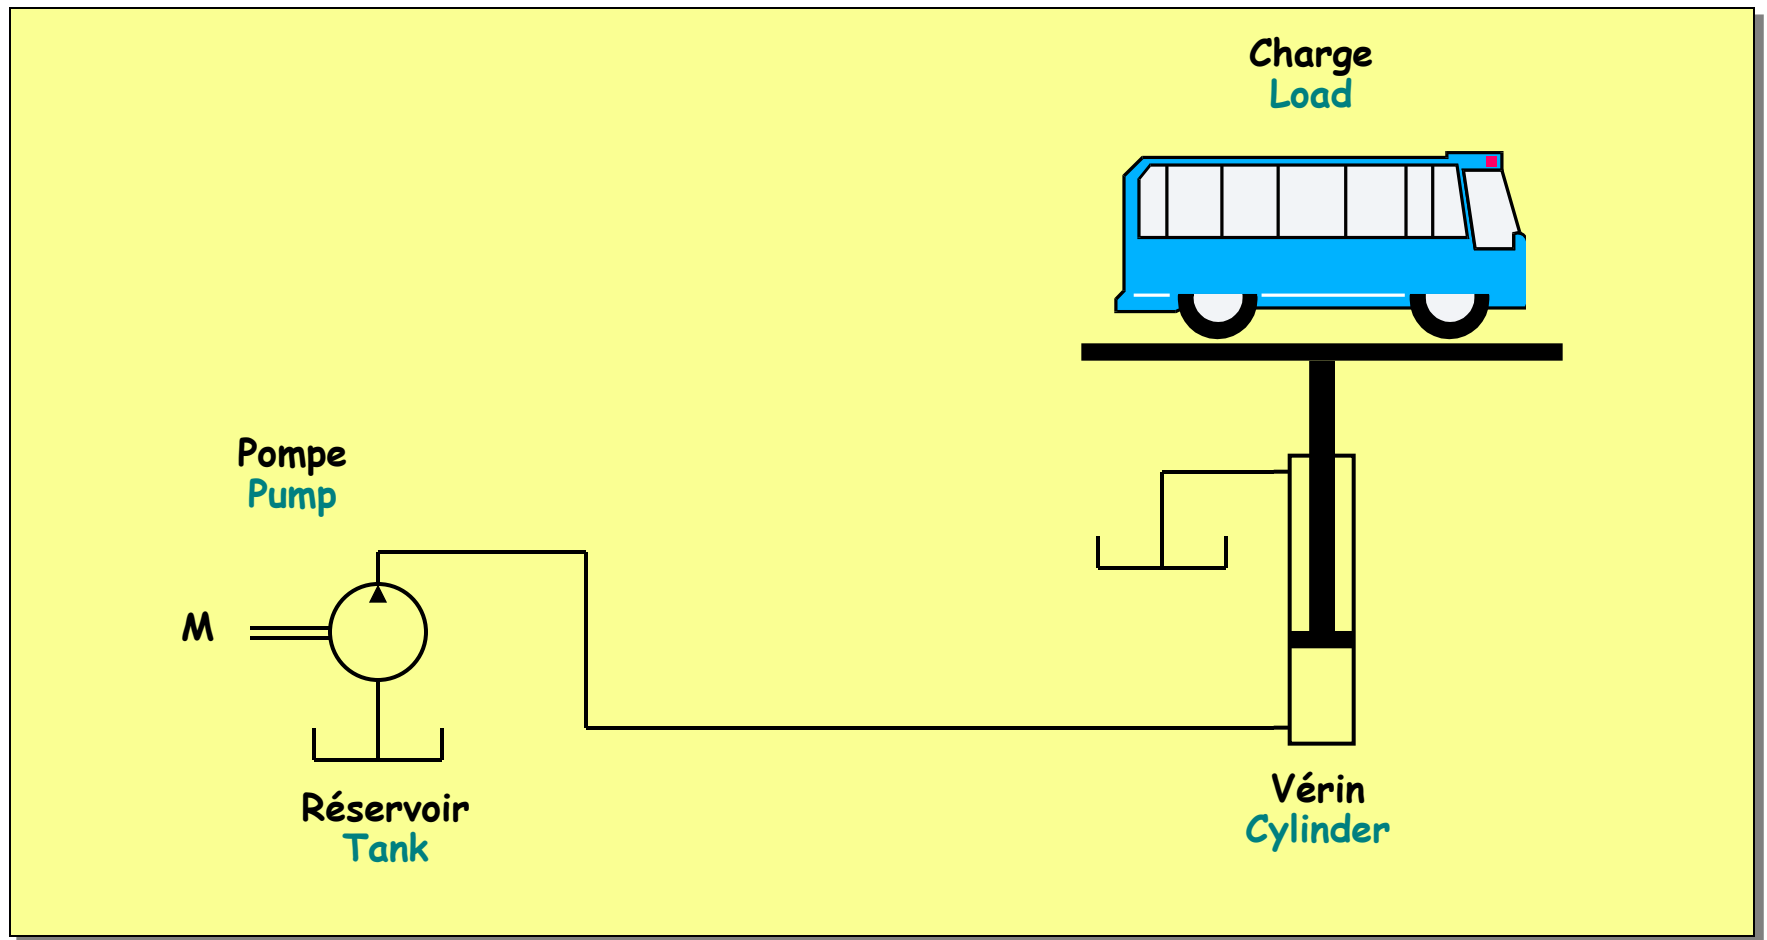 Charge
Load
Pompe
Pump
M
Réservoir
Tank
Vérin
Cylinder